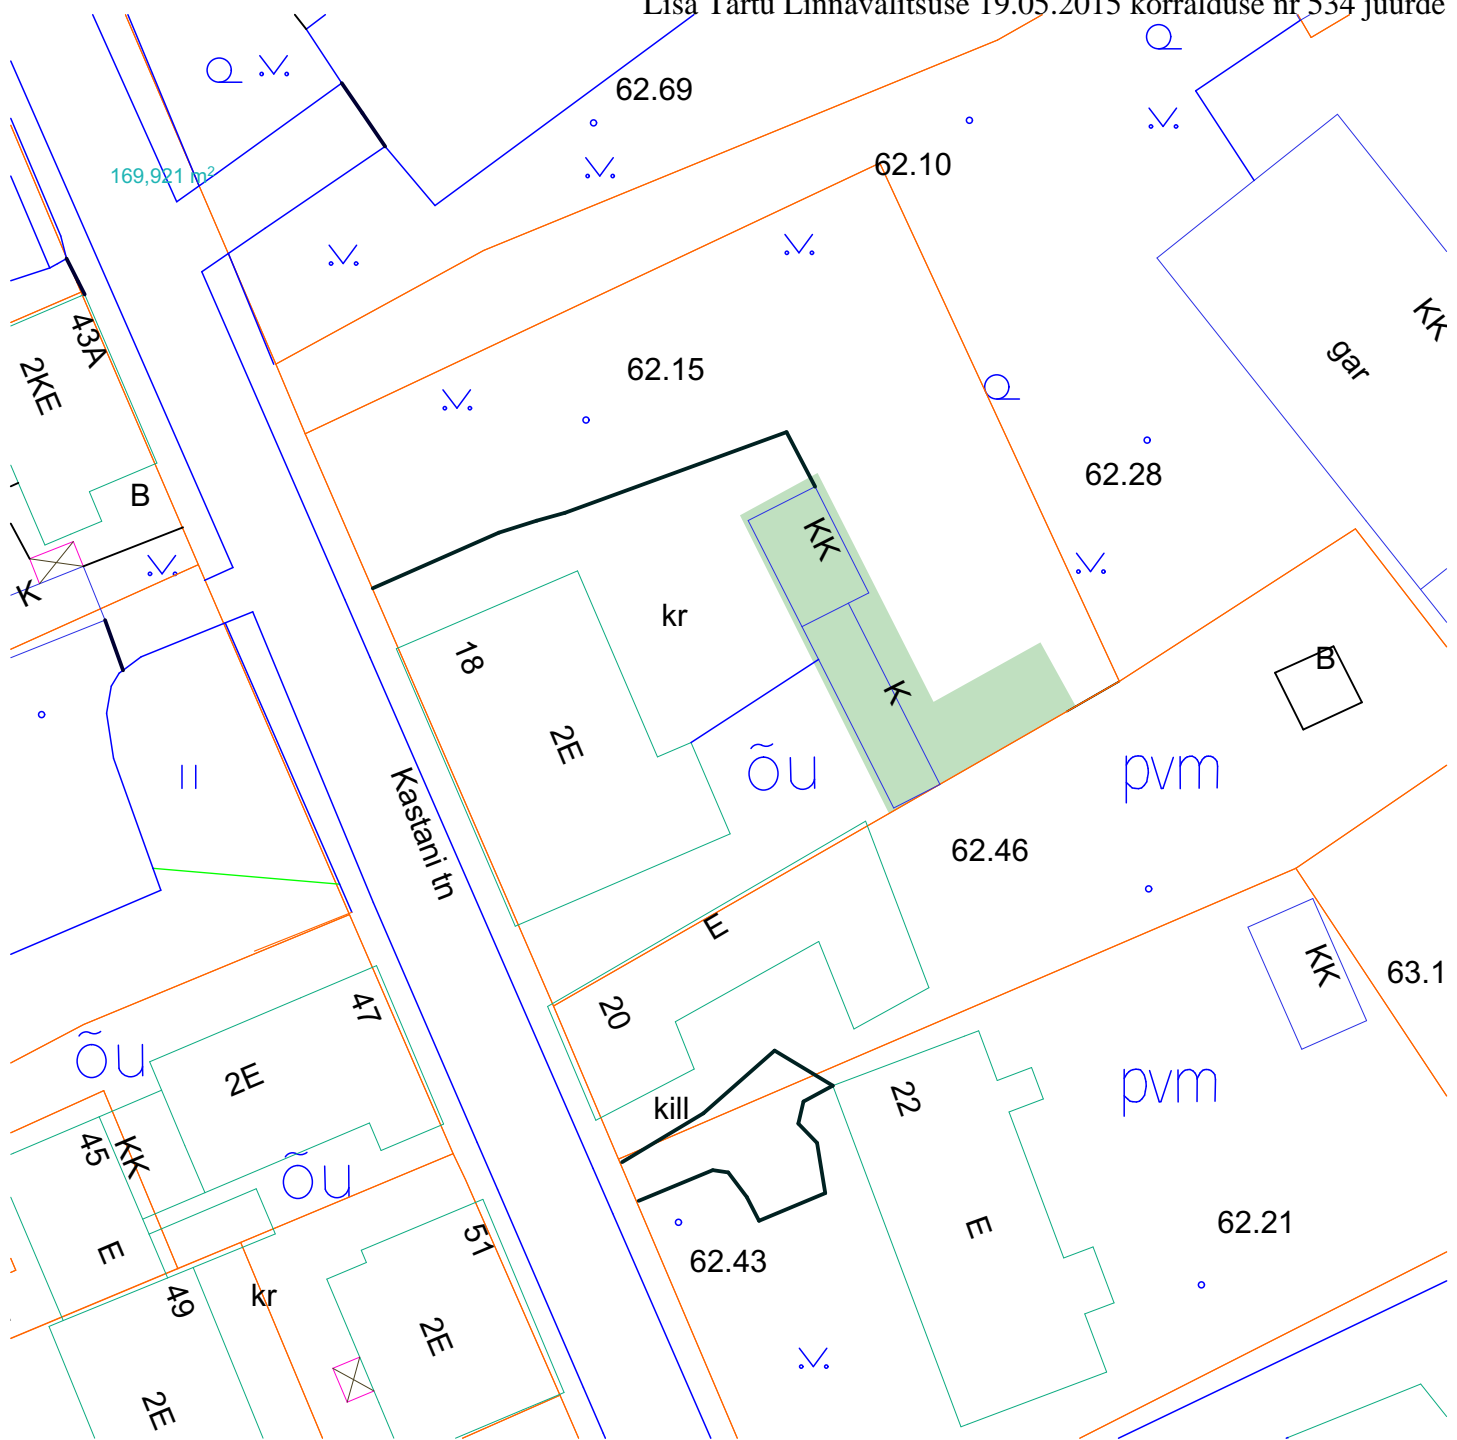 Lisa Tartu Linnavalitsuse 19.05.2015 korralduse nr 534 juurde
62.69
62.10
169,921 m²
43A
2KE
62.15
KK
gar
62.28
B
KK
K
kr
18
B
K
2E
õu
pvm
Kastani tn
62.46
E
KK
63.1
47
20
õu
2E
pvm
22
kill
45
KK
õu
E
51
E
62.21
62.43
49
kr
2E
2E